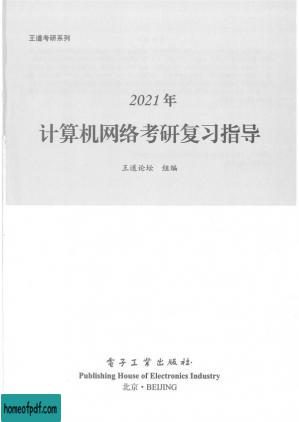 王道考研系列
2021年
计算机网络考研复习指导
王道论坛 组编
电子工业出版社
Publishing House of Electronics Industry
北京·BEIJING
homeofpdf.com